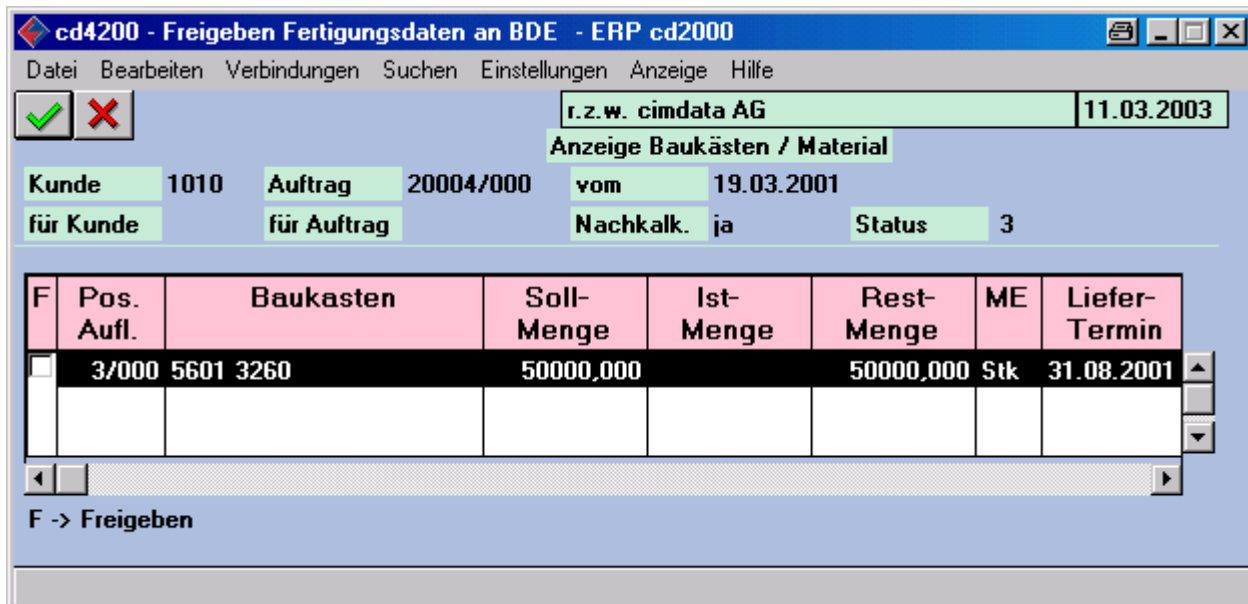 cd4200 - Freigeben Fertigungsdaten an BDE - ERP cd2000
Datei Bearbeiten Verbindungen Suchen Einstellungen Anzeige Hilfe
r.z.w. cimdata AG 11.03.2003
Anzeige Baukästen / Material
Kunde 1010 Auftrag 20004/000 vom 19.03.2001
für Kunde für Auftrag Nachkalk. ja Status 3
F Pos. Baukasten Soll- Ist- Rest- ME Liefer-
Aufl. Menge Menge Menge Termin
3/000 5601 3260 50000,000 50000,000 Stk 31.08.2001
F -> Freigeben